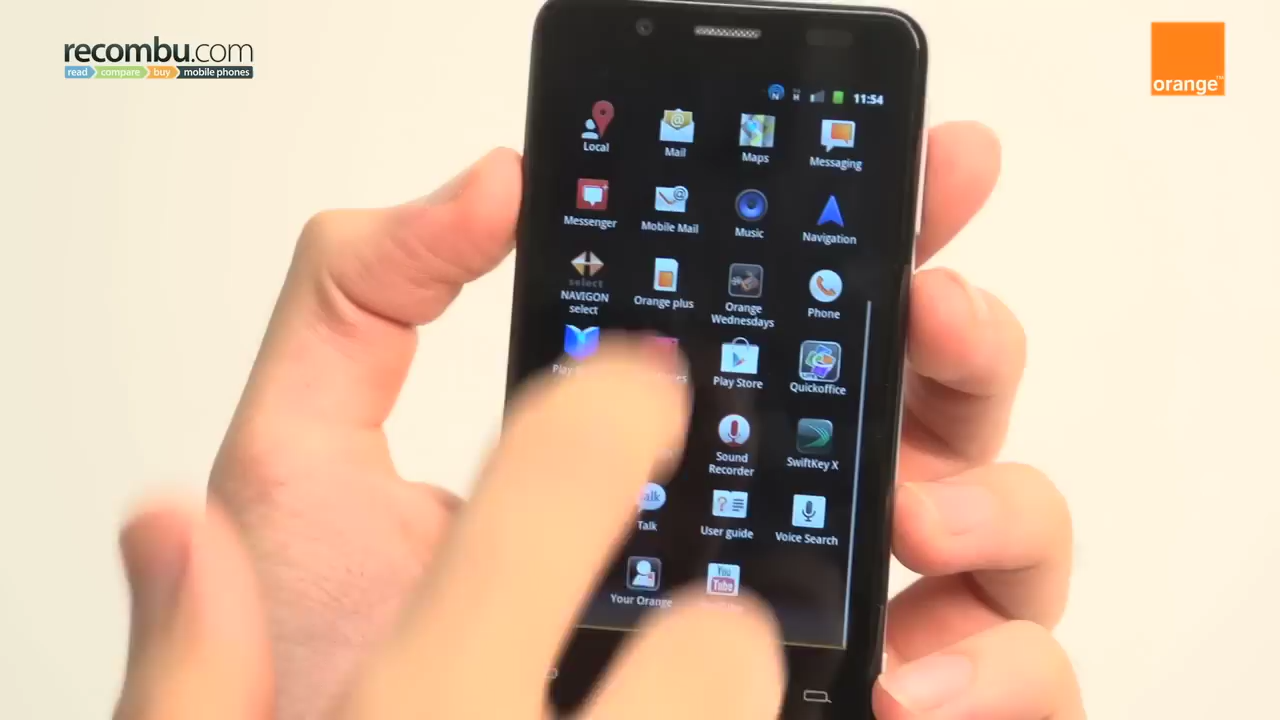 recombu.com
read compare buy mobile phones
orange™
11:54
Local Mail Maps Messaging
Messenger Mobile Mail Music Navigation
select
NAVIGON select
Orange plus
Orange Wednesdays
Phone
Play Store Quickoffice
Sound Recorder
SwiftKey X
Talk User guide Voice Search
Your Orange
You Tube